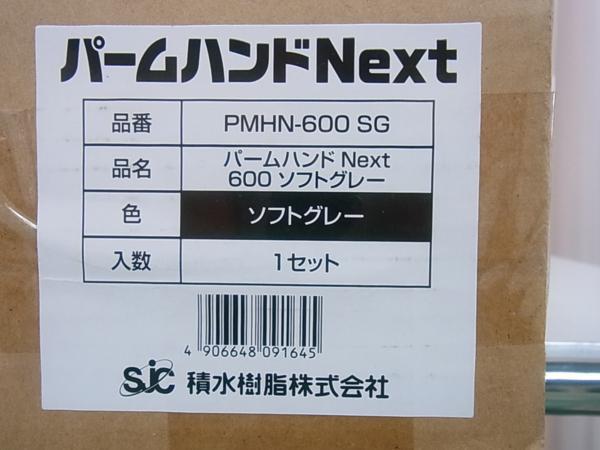 パームハンドNext
品番 PMHN-600 SG
品名 パームハンド Next
600 ソフトグレー
色 ソフトグレー
入数 1セット
4 906648 091645
SJC 積水樹脂株式会社